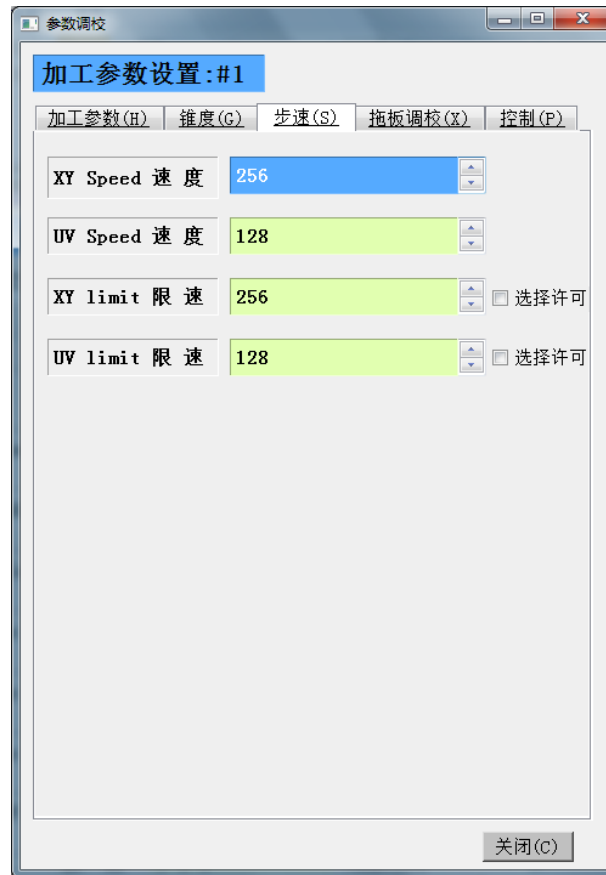 参数调校
加工参数设置:#1
加工参数(H) 锥度(G) 步速(S) 拖板调校(X) 控制(P)
XY Speed 速 度 256
UV Speed 速 度 128
XY limit 限 速 256 选择许可
UV limit 限 速 128 选择许可
关闭(C)